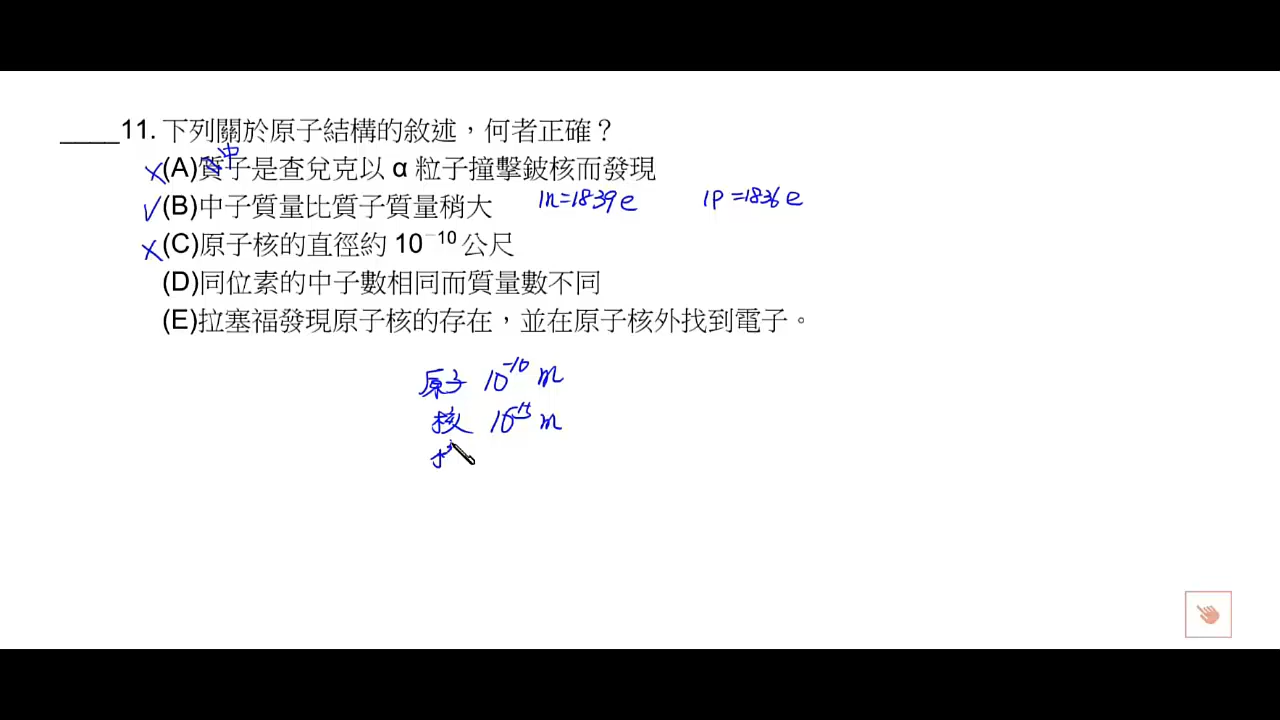 ____11. 下列關於原子結構的敘述，何者正確？
中
×(A)質子是查兌克以 α 粒子撞擊鈹核而發現
✓(B)中子質量比質子質量稍大 1n=1839e 1P=1836e
×(C)原子核的直徑約 10⁻¹⁰ 公尺
(D)同位素的中子數相同而質量數不同
(E)拉塞福發現原子核的存在，並在原子核外找到電子。
原子 10⁻¹⁰ m
核 10⁻¹⁵ m